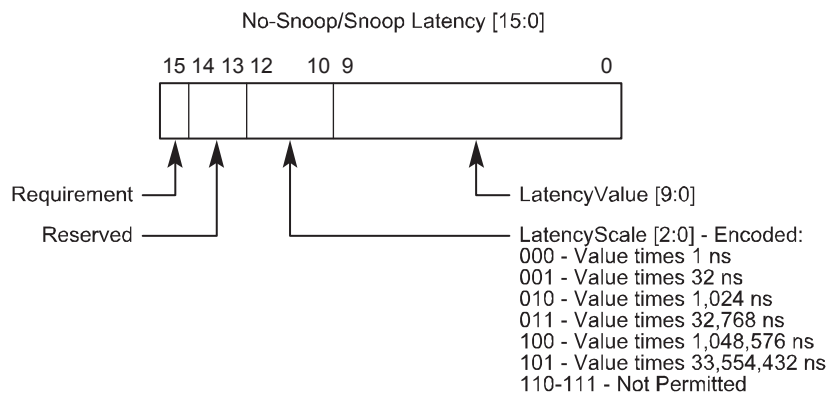 No-Snoop/Snoop Latency [15:0]
15 14 13 12 10 9 0
Requirement
LatencyValue [9:0]
Reserved
LatencyScale [2:0] - Encoded:
000 - Value times 1 ns
001 - Value times 32 ns
010 - Value times 1,024 ns
011 - Value times 32,768 ns
100 - Value times 1,048,576 ns
101 - Value times 33,554,432 ns
110-111 - Not Permitted